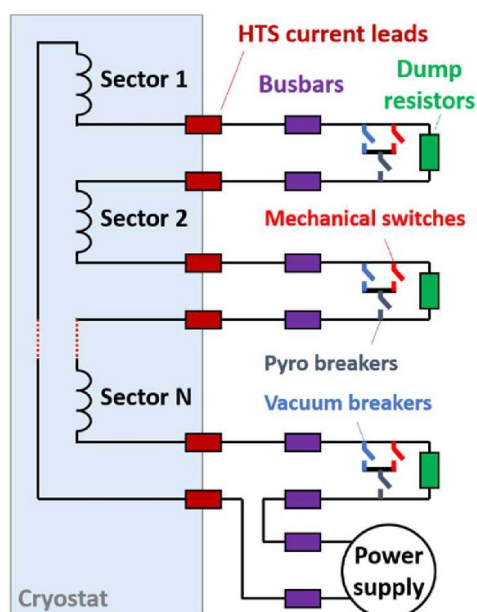 HTS current leads
Sector 1
Busbars
Dump
resistors
Sector 2
Mechanical switches
Pyro breakers
Sector N
Vacuum breakers
Power
supply
Cryostat